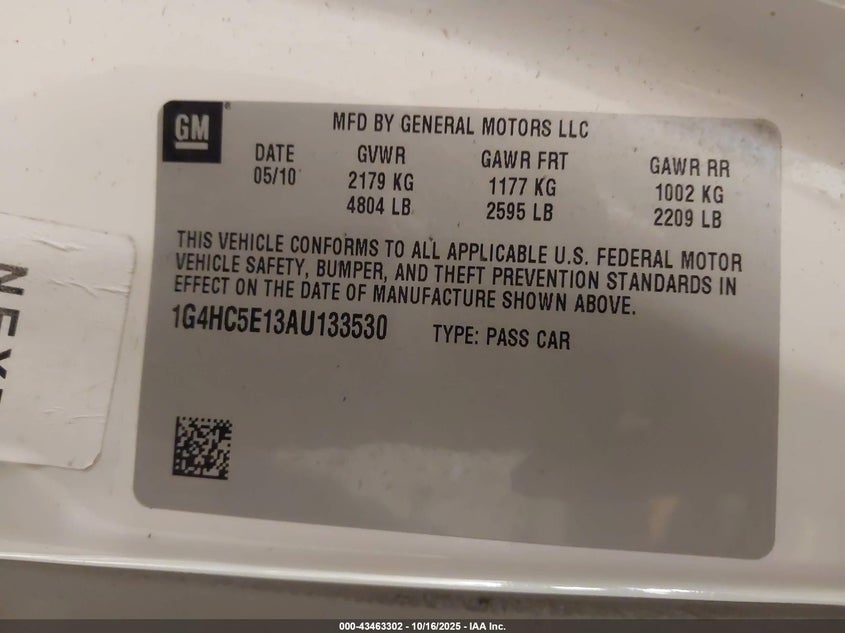 GM
MFD BY GENERAL MOTORS LLC
DATE GVWR GAWR FRT GAWR RR
05/10 2179 KG 1177 KG 1002 KG
4804 LB 2595 LB 2209 LB
THIS VEHICLE CONFORMS TO ALL APPLICABLE U.S. FEDERAL MOTOR
VEHICLE SAFETY, BUMPER, AND THEFT PREVENTION STANDARDS IN
EFFECT ON THE DATE OF MANUFACTURE SHOWN ABOVE.
1G4HC5E13AU133530 TYPE: PASS CAR
000-43463302 - 10/16/2025 - IAA Inc.